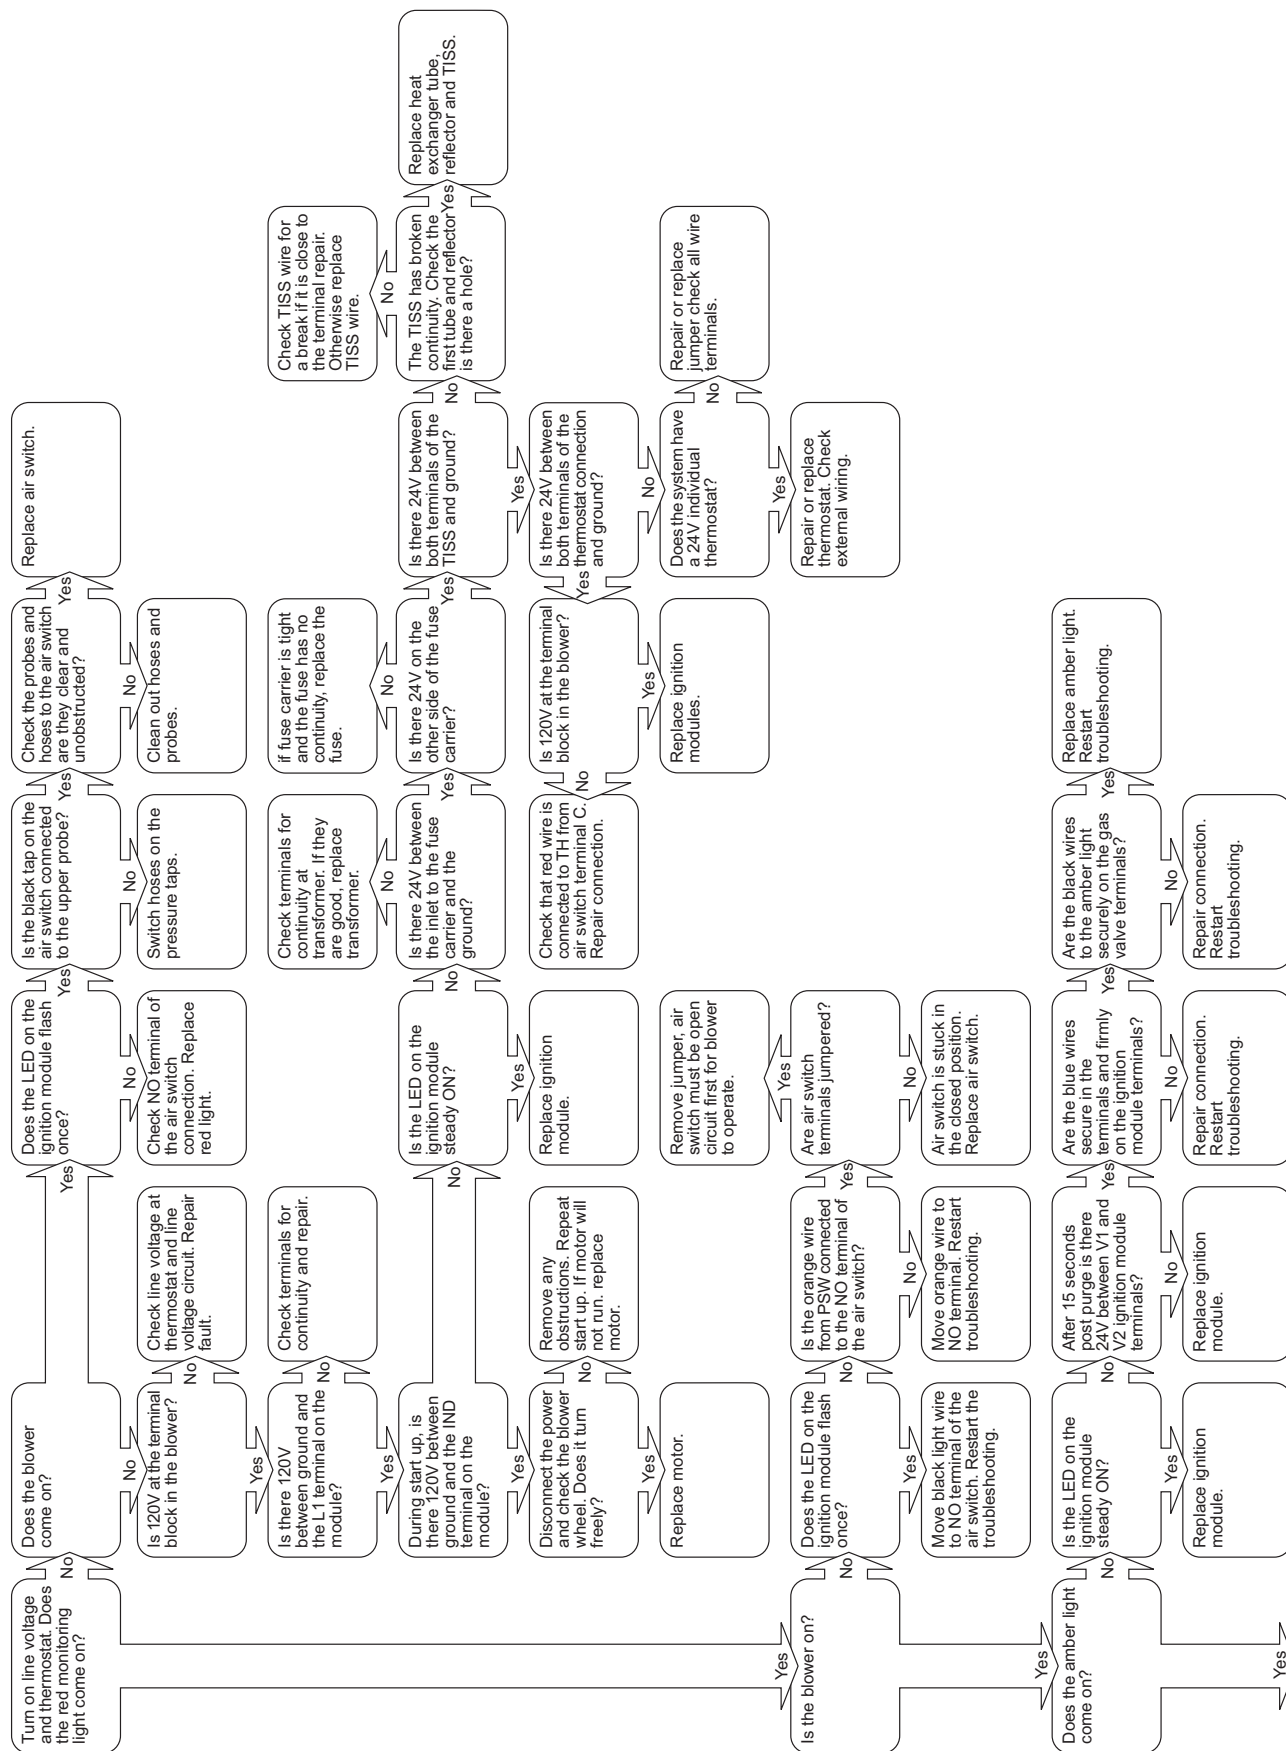 Turn on line voltage
and thermostat. Does
the red monitoring
light come on?
No
Does the blower
come on?
Yes
Does the LED on the
ignition module flash
once?
Yes
Is the black tap on the
air switch connected
to the upper probe?
Yes
Check the probes and
hoses to the air switch
are they clear and
unobstructed?
Yes
Replace air switch.
No
No
No
No
Is 120V at the terminal
block in the blower?
No
Check line voltage at
thermostat and line
voltage circuit. Repair
fault.
Check NO terminal of
the air switch
connection. Replace
red light.
Switch hoses on the
pressure taps.
Clean out hoses and
probes.
Yes
Is there 120V
between ground and
the L1 terminal on the
module?
No
Check terminals for
continuity and repair.
Check terminals for
continuity at
transformer. If they
are good, replace
transformer.
if fuse carrier is tight
and the fuse has no
continuity, replace the
fuse.
Check TISS wire for
a break if it is close to
the terminal repair.
Otherwise replace
TISS wire.
Yes
No
No
No
During start up, is
there 120V between
ground and the IND
terminal on the
module?
No
Is the LED on the
ignition module
steady ON?
No
Is there 24V between
the inlet to the fuse
carrier and the
ground?
Yes
Is there 24V on the
other side of the fuse
carrier?
Yes
Is there 24V between
both terminals of the
TISS and ground?
No
The TISS has broken
continuity. Check the
first tube and reflector
is there a hole?
Yes
Replace heat
exchanger tube,
reflector and TISS.
Yes
Yes
Yes
Disconnect the power
and check the blower
wheel. Does it turn
freely?
No
Remove any
obstructions. Repeat
start up. If motor will
not run. replace
motor.
Replace ignition
module.
Check that red wire is
connected to TH from
air switch terminal C.
Repair connection.
No
Is 120V at the terminal
block in the blower?
Yes
Is there 24V between
both terminals of the
thermostat connection
and ground?
Yes
Yes
No
Replace motor.
Remove jumper, air
switch must be open
circuit first for blower
to operate.
Replace ignition
modules.
Does the system have
a 24V individual
thermostat?
No
Repair or replace
jumper check all wire
terminals.
Yes
Yes
Yes
Is the blower on?
No
Does the LED on the
ignition module flash
once?
No
Is the orange wire
from PSW connected
to the NO terminal of
the air switch?
Yes
Are air switch
terminals jumpered?
Repair or replace
thermostat. Check
external wiring.
Yes
No
No
Move black light wire
to NO terminal of the
air switch. Restart the
troubleshooting.
Move orange wire to
NO terminal. Restart
troubleshooting.
Air switch is stuck in
the closed position.
Replace air switch.
Yes
Does the amber light
come on?
No
Is the LED on the
ignition module
steady ON?
No
After 15 seconds
post purge is there
24V between V1 and
V2 ignition module
terminals?
Yes
Are the blue wires
secure in the
terminals and firmly
on the ignition
module terminals?
Yes
Are the black wires
to the amber light
securely on the gas
valve terminals?
Yes
Replace amber light.
Restart
troubleshooting.
Yes
No
No
No
Replace ignition
module.
Replace ignition
module.
Repair connection.
Restart
troubleshooting.
Repair connection.
Restart
troubleshooting.
Yes